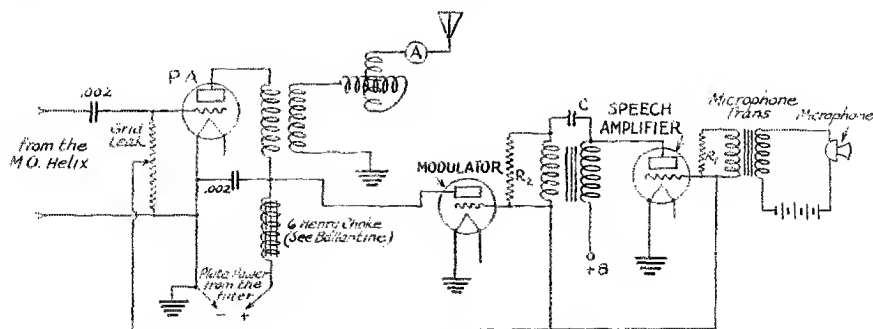 .002
P A
from the
M.O. Helix
Grid
Leak
.002
6 Henry Choke
(See Ballantine)
Plate Power
from the
filter
- +
A
MODULATOR
R2
C
+B
SPEECH
AMPLIFIER
R1
Microphone
Trans
Microphone